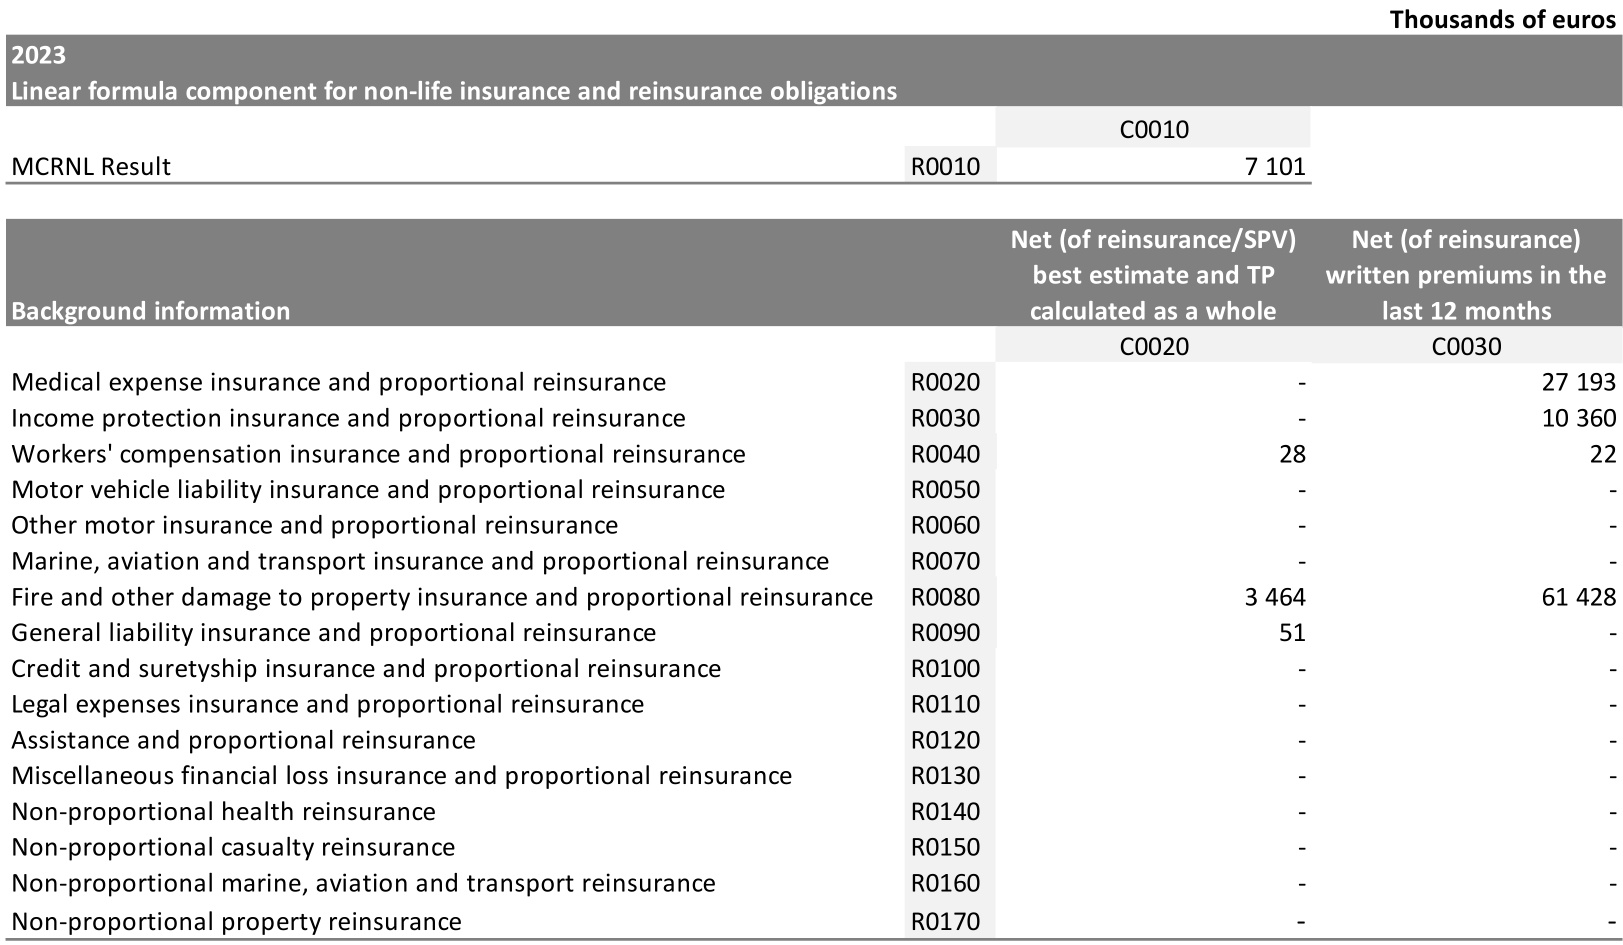 Thousands of euros
2023
Linear formula component for non-life insurance and reinsurance obligations
C0010
MCRNL Result R0010 7 101
Net (of reinsurance/SPV) Net (of reinsurance)
best estimate and TP written premiums in the
Background information calculated as a whole last 12 months
C0020 C0030
Medical expense insurance and proportional reinsurance R0020 - 27 193
Income protection insurance and proportional reinsurance R0030 - 10 360
Workers' compensation insurance and proportional reinsurance R0040 28 22
Motor vehicle liability insurance and proportional reinsurance R0050 - -
Other motor insurance and proportional reinsurance R0060 - -
Marine, aviation and transport insurance and proportional reinsurance R0070 - -
Fire and other damage to property insurance and proportional reinsurance R0080 3 464 61 428
General liability insurance and proportional reinsurance R0090 51 -
Credit and suretyship insurance and proportional reinsurance R0100 - -
Legal expenses insurance and proportional reinsurance R0110 - -
Assistance and proportional reinsurance R0120 - -
Miscellaneous financial loss insurance and proportional reinsurance R0130 - -
Non-proportional health reinsurance R0140 - -
Non-proportional casualty reinsurance R0150 - -
Non-proportional marine, aviation and transport reinsurance R0160 - -
Non-proportional property reinsurance R0170 - -